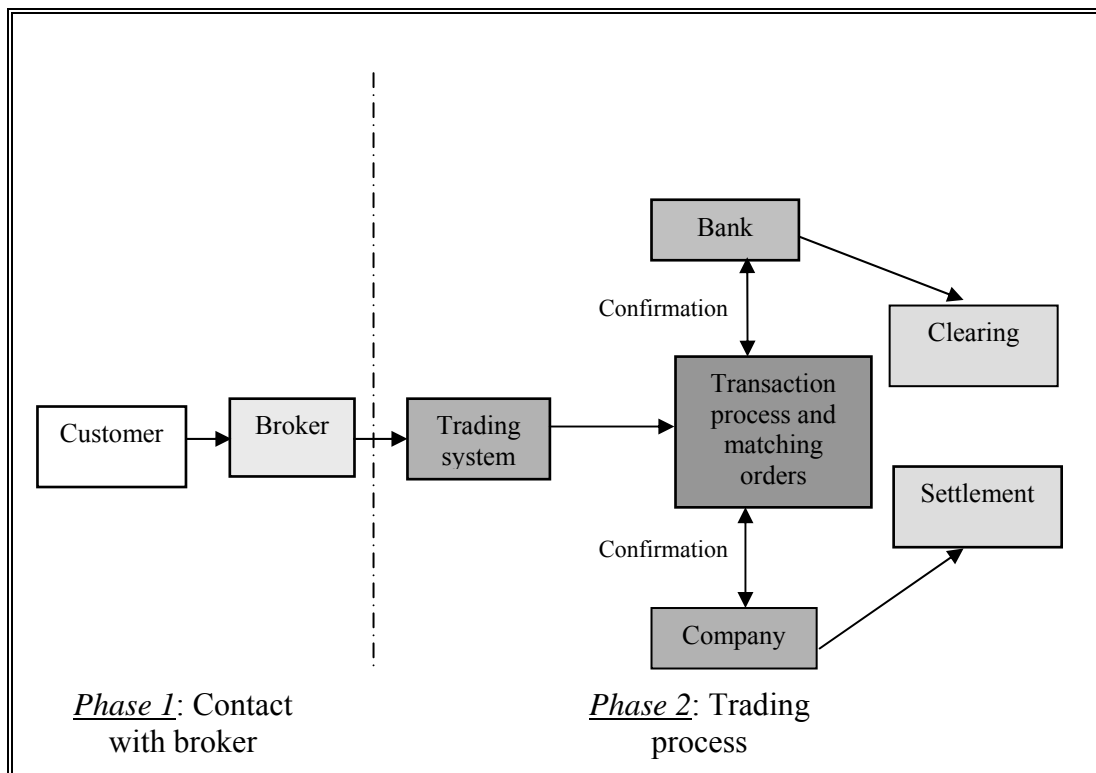 Bank
Confirmation
Clearing
Transaction
process and
matching
orders
Customer
Broker
Trading
system
Settlement
Confirmation
Company
Phase 1: Contact
with broker
Phase 2: Trading
process